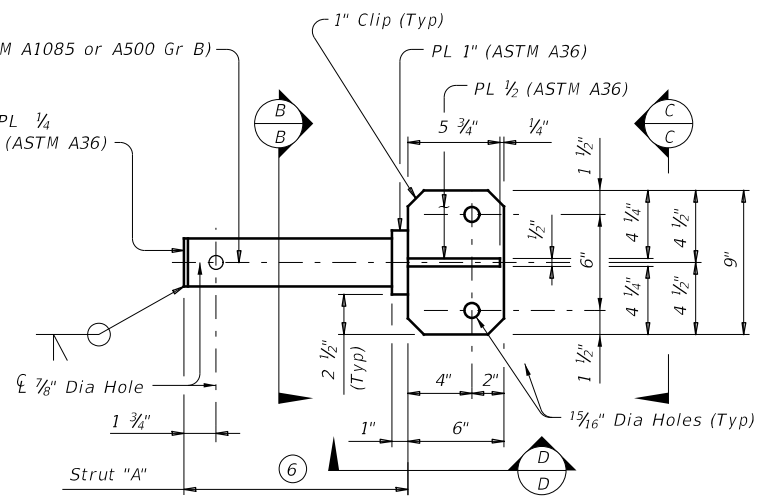 1" Clip (Typ)
M A1085 or A500 Gr B)
PL 1" (ASTM A36)
PL ½ (ASTM A36)
PL ¼
(ASTM A36)
B
B
C
C
5 ¾"
¼"
1 ½"
½"
6"
4 ¼"
4 ½"
9"
4 ¼"
4 ½"
1 ½"
2 ½"
(Typ)
℄ ⅞" Dia Hole
4"
2"
15/16" Dia Holes (Typ)
1 ¾"
1"
6"
Strut "A"
6
D
D